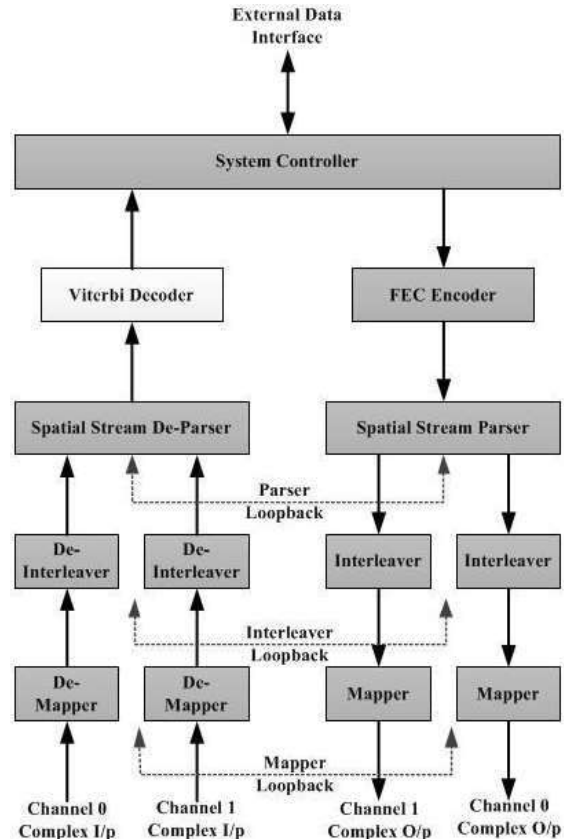 External Data
Interface
System Controller
Viterbi Decoder
FEC Encoder
Spatial Stream De-Parser
Spatial Stream Parser
Parser
Loopback
De-
Interleaver
De-
Interleaver
Interleaver
Interleaver
Interleaver
Loopback
De-
Mapper
De-
Mapper
Mapper
Mapper
Mapper
Loopback
Channel 0
Complex I/p
Channel 1
Complex I/p
Channel 1
Complex O/p
Channel 0
Complex O/p